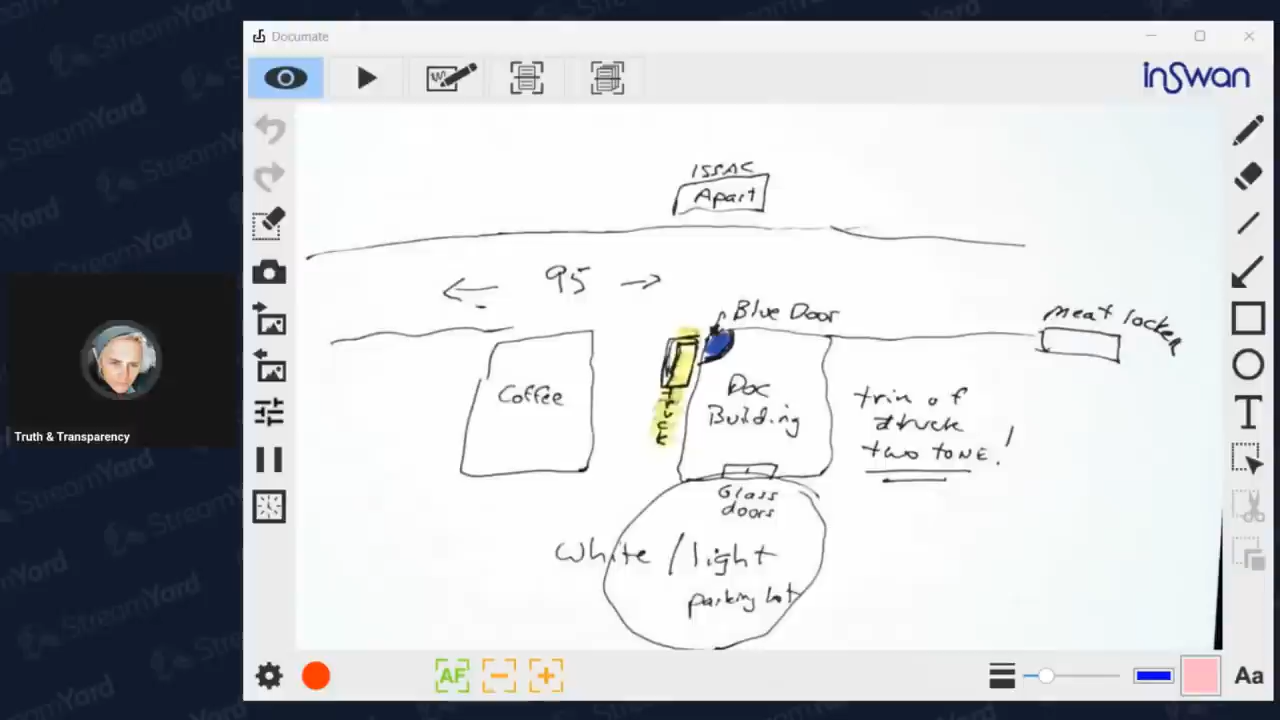 Documate
inSwan
ISSAC
Apart
← 95 →
Blue Door
meat locker
Coffee
truck
Doc
Building
trim of
truck
two tone!
Glass
doors
White / light
parking lot
Truth & Transparency
AF
T
Aa
StreamYard